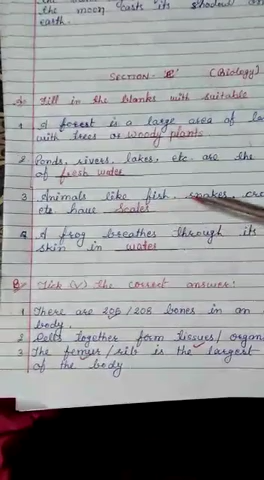 the moon casts its shadow on
earth.
SECTION 'B' (Biology)
Fill in the blanks with suitable
1 A forest is a large area of
with trees or woody plants
2 Ponds, rivers, lakes, etc. are the
of fresh water
3 Animals like fish, snakes,
etc. have scales
A frog breathes through its
skin in water
Tick (√) the correct answer:
1 There are 206/208 bones in an
body.
2 Cells together form tissues/
3 The femur/rib is the largest
of the body